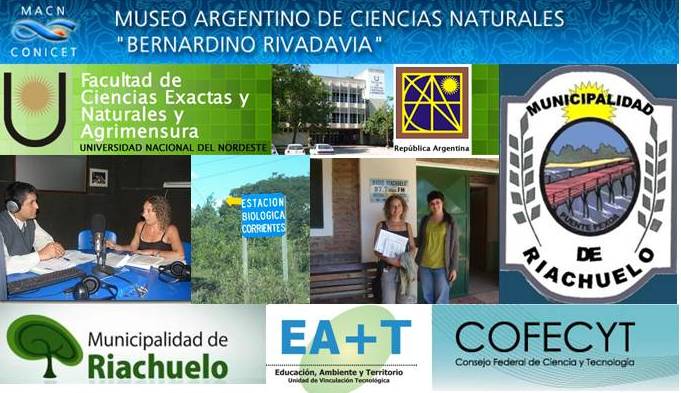 MACN
CONICET
MUSEO ARGENTINO DE CIENCIAS NATURALES
"BERNARDINO RIVADAVIA"
Facultad de
Ciencias Exactas y
Naturales y
Agrimensura
UNIVERSIDAD NACIONAL DEL NORDESTE
República Argentina
MUNICIPALIDAD
DE
RIACHUELO
ESTACION
BIOLOGICA
CORRIENTES
RADIO RIACHUELO
Municipalidad de
Riachuelo
EA+T
Educación, Ambiente y Territorio
Unidad de Vinculación Tecnológica
COFECYT
Consejo Federal de Ciencia y Tecnología